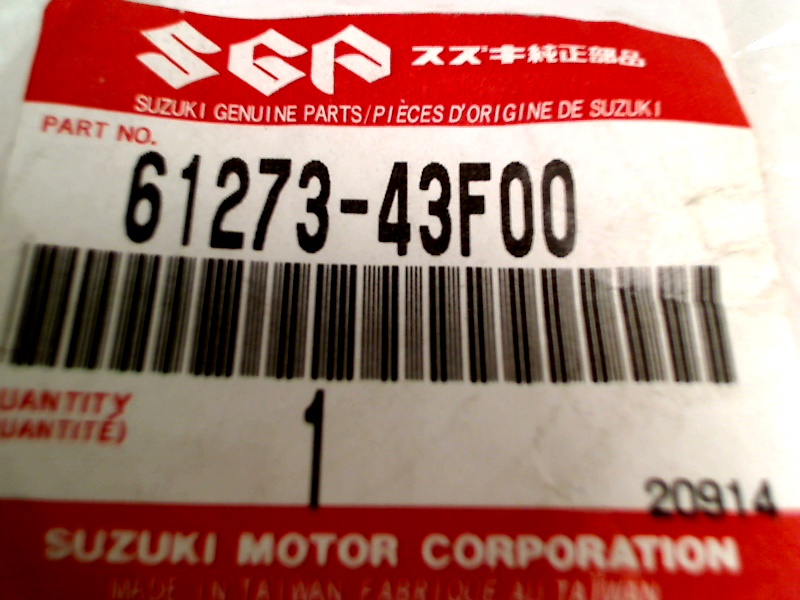 SGP スズキ純正部品
SUZUKI GENUINE PARTS/PIÈCES D'ORIGINE DE SUZUKI
PART NO.
61273-43F00
UANTITY
UANTITÉ)
1
20914
SUZUKI MOTOR CORPORATION
MADE IN TAIWAN FABRIQUE AU TAÏWAN